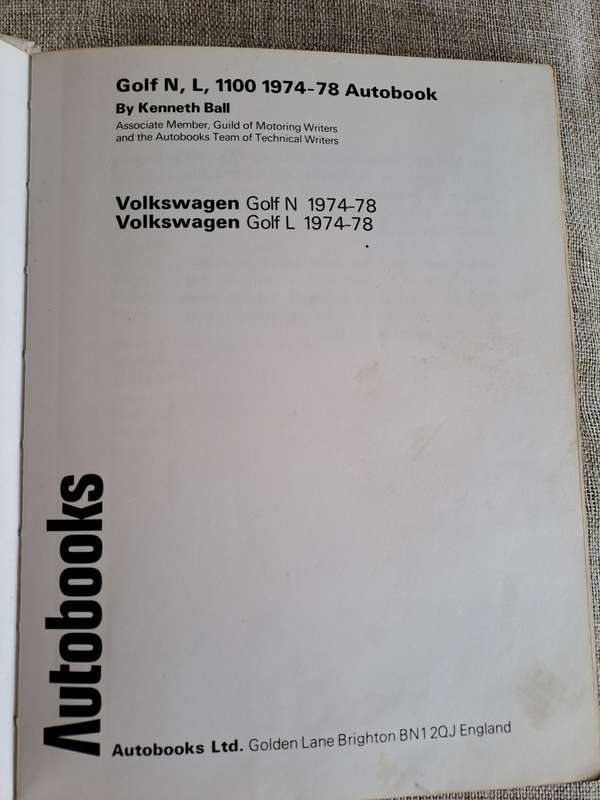 Golf N, L, 1100 1974-78 Autobook
By Kenneth Ball
Associate Member, Guild of Motoring Writers
and the Autobooks Team of Technical Writers
Volkswagen Golf N 1974-78
Volkswagen Golf L 1974-78
Autobooks
Autobooks Ltd. Golden Lane Brighton BN1 2QJ England